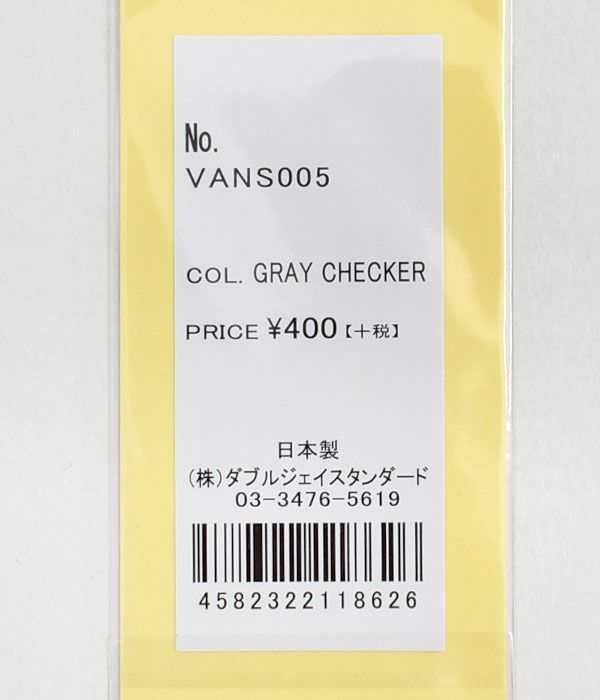 No.
VANS005
COL. GRAY CHECKER
PRICE ¥400【+税】
日本製
(株)ダブルジェイスタンダード
03-3476-5619
4582322118626